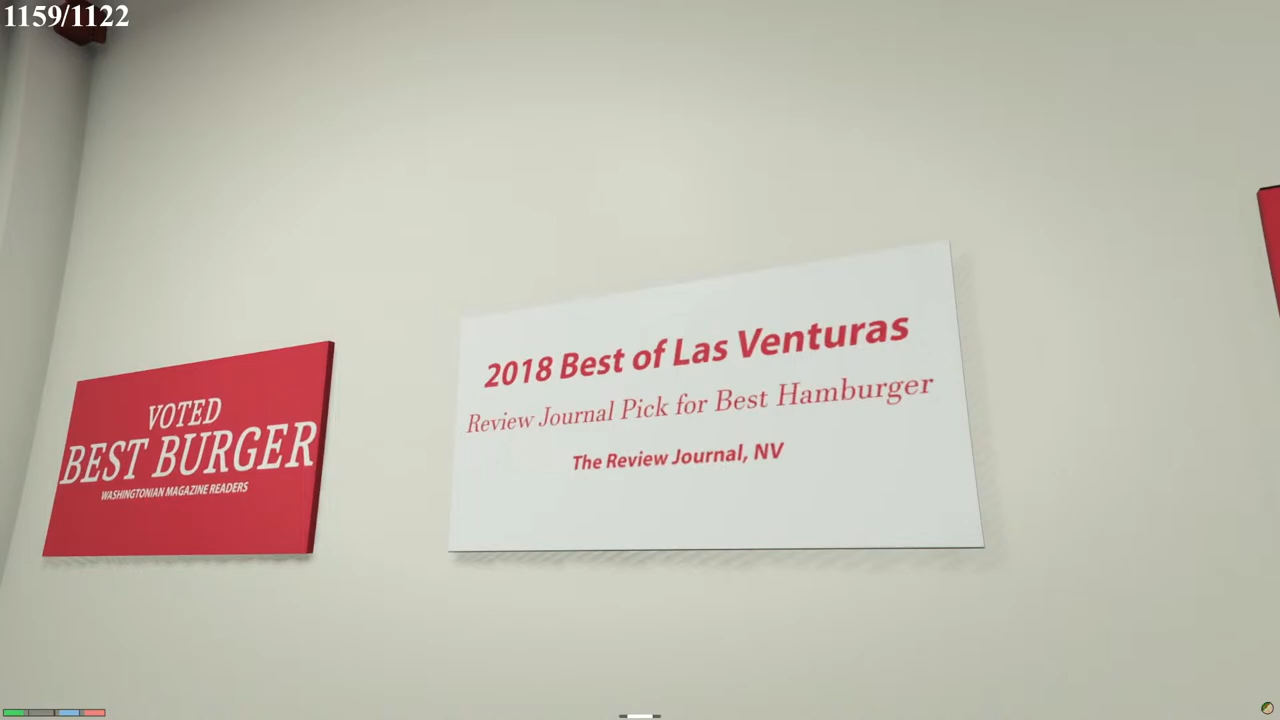 1159/1122
VOTED
BEST BURGER
WASHINGTONIAN MAGAZINE READERS
2018 Best of Las Venturas
Review Journal Pick for Best Hamburger
The Review Journal, NV